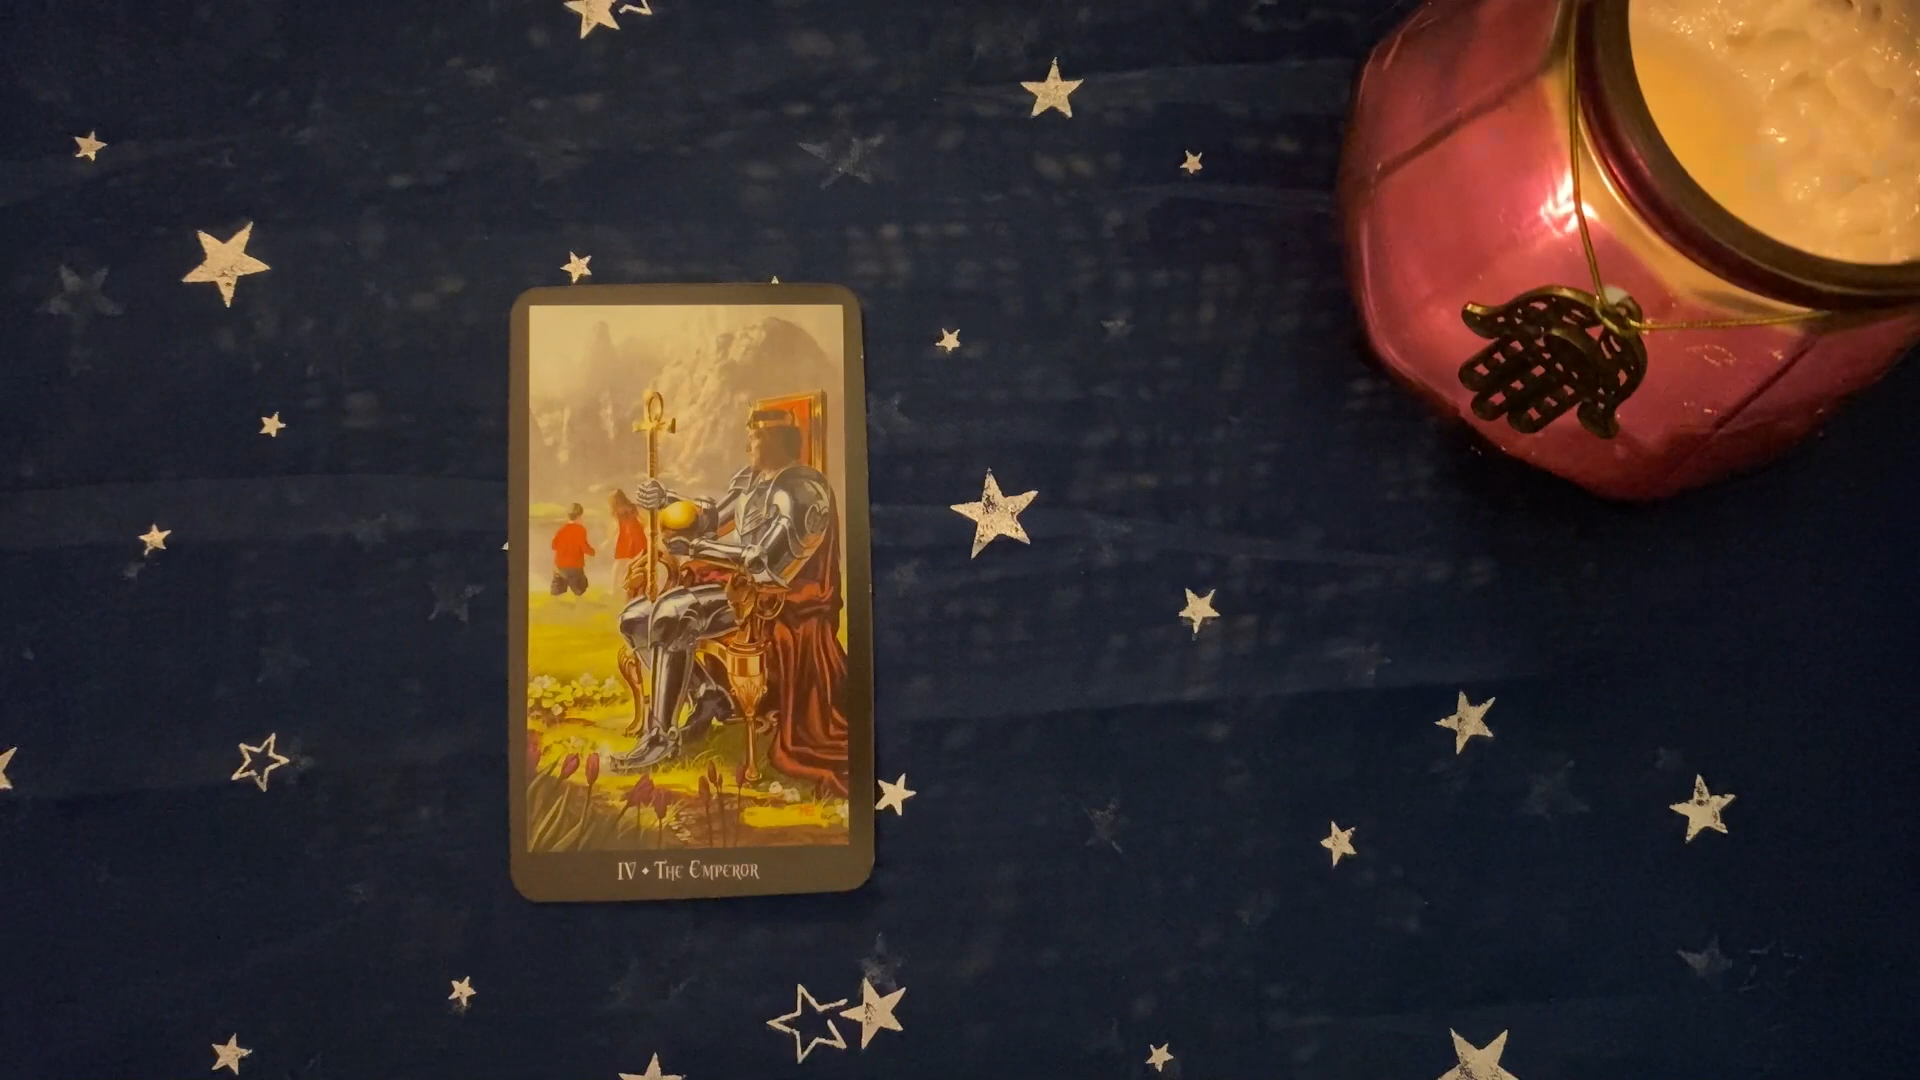 IV • The Emperor